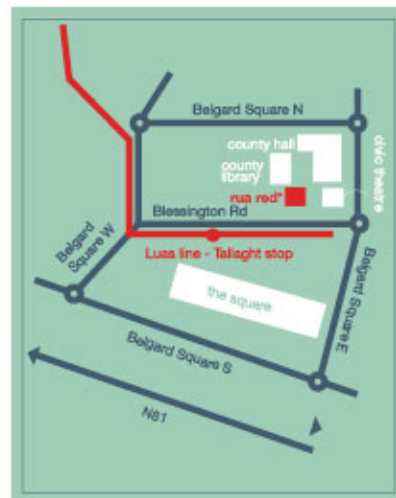 Belgard Square N
county hall
county
library
civic theatre
rua red*
Blessington Rd
Belgard
Square W
Luas line - Tallaght stop
the square
Belgard Square E
Belgard Square S
N81